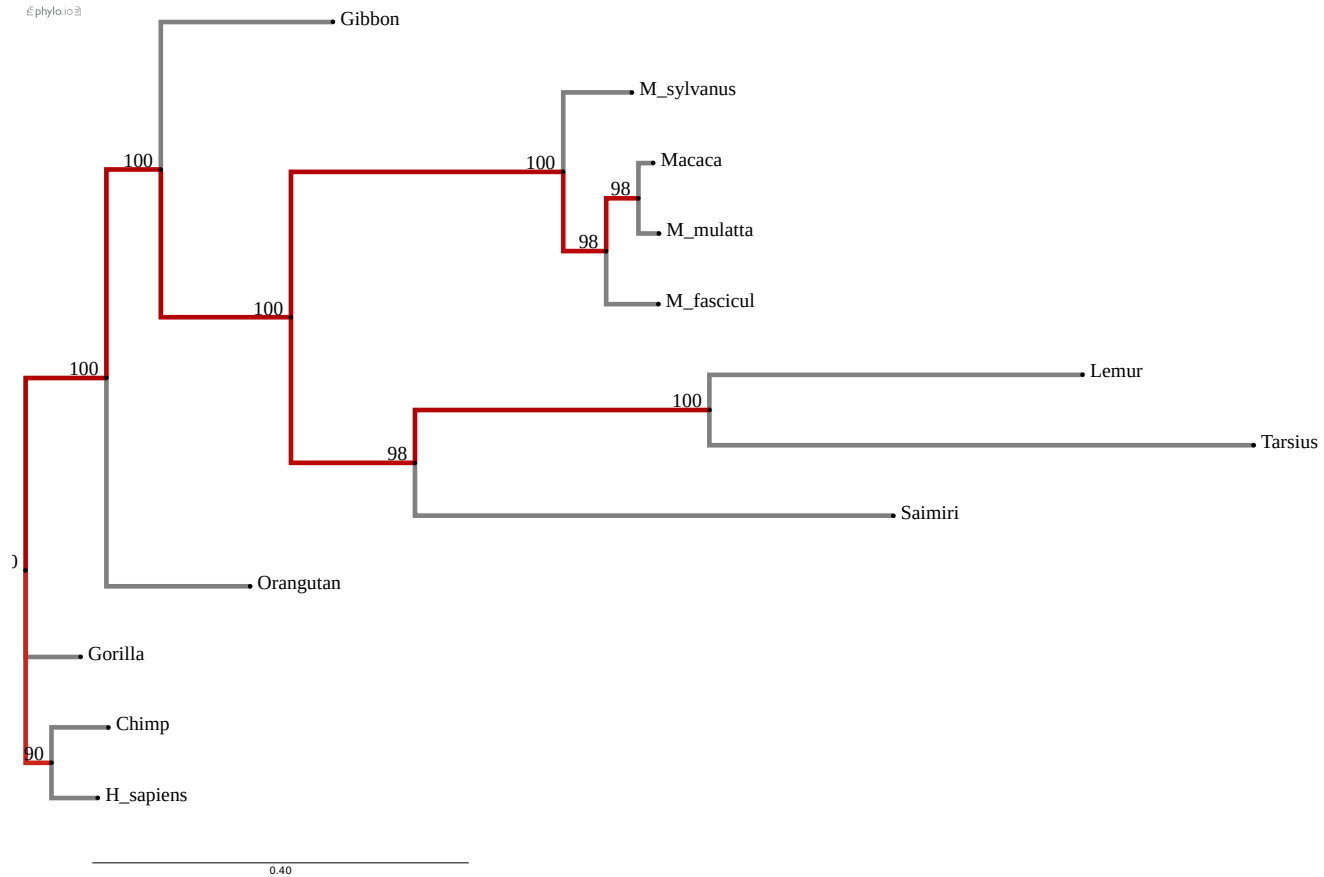 phylo.io
Gibbon
M_sylvanus
100
100
Macaca
98
M_mulatta
98
M_fascicul
100
100
Lemur
100
Tarsius
98
Saimiri
0
Orangutan
Gorilla
Chimp
90
H_sapiens
0.40